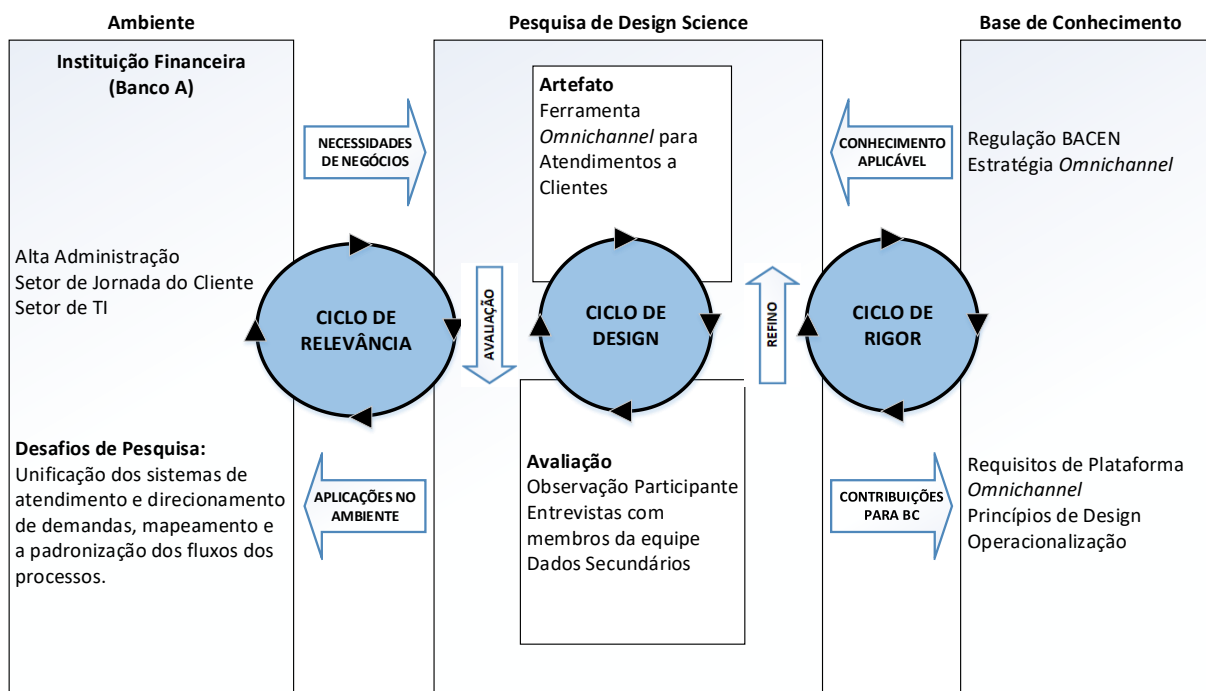 Ambiente
Pesquisa de Design Science
Base de Conhecimento
Instituição Financeira
(Banco A)
Alta Administração
Setor de Jornada do Cliente
Setor de TI
Desafios de Pesquisa:
Unificação dos sistemas de
atendimento e direcionamento
de demandas, mapeamento e
a padronização dos fluxos dos
processos.
NECESSIDADES
DE NEGÓCIOS
CICLO DE
RELEVÂNCIA
APLICAÇÕES NO
AMBIENTE
Artefato
Ferramenta
Omnichannel para
Atendimentos a
Clientes
AVALIAÇÃO
CICLO DE
DESIGN
REFINO
Avaliação
Observação Participante
Entrevistas com
membros da equipe
Dados Secundários
CONHECIMENTO
APLICÁVEL
CICLO DE
RIGOR
CONTRIBUIÇÕES
PARA BC
Regulação BACEN
Estratégia Omnichannel
Requisitos de Plataforma
Omnichannel
Princípios de Design
Operacionalização